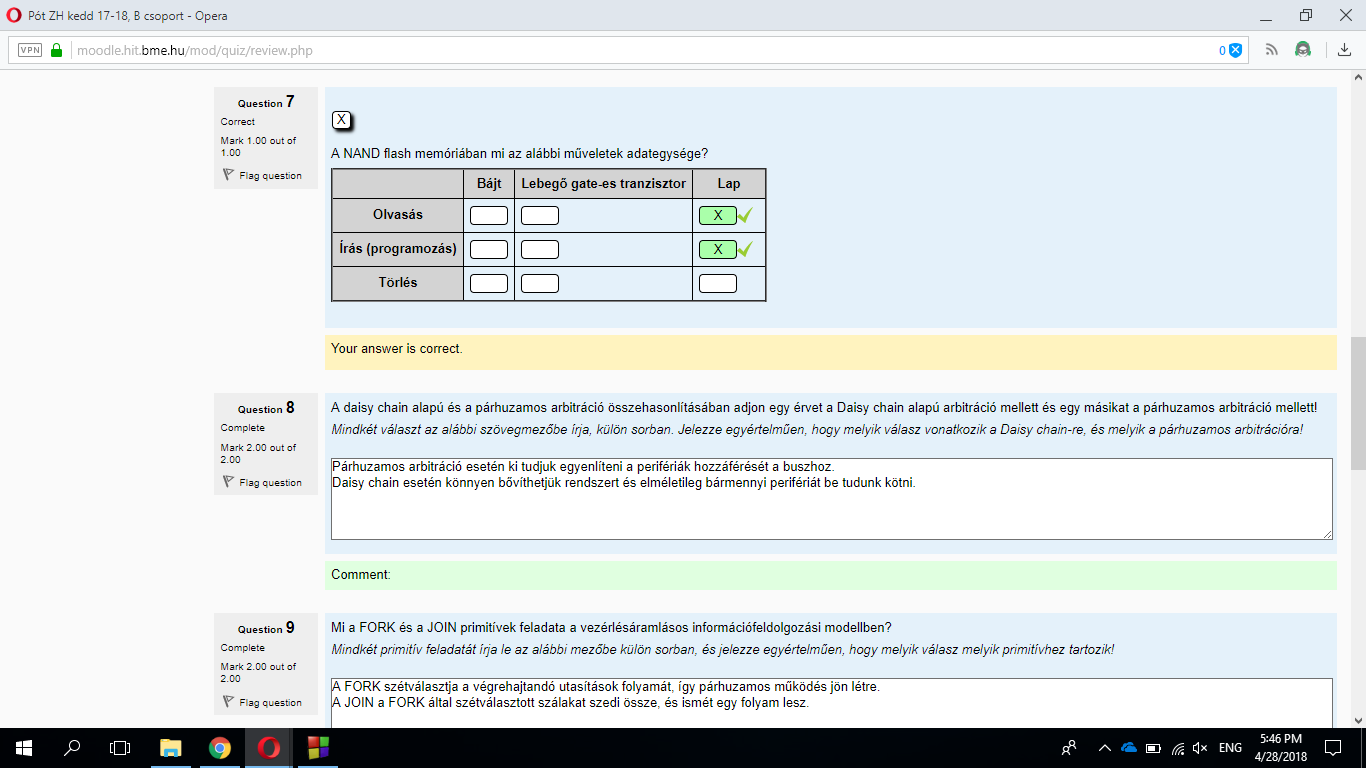 Pót ZH kedd 17-18, B csoport - Opera
VPN moodle.hit.bme.hu/mod/quiz/review.php 0
Question 7
Correct
Mark 1.00 out of
1.00
Flag question
X
A NAND flash memóriában mi az alábbi műveletek adategysége?
Bájt Lebegő gate-es tranzisztor Lap
Olvasás X
Írás (programozás) X
Törlés
Your answer is correct.
Question 8
Complete
Mark 2.00 out of
2.00
Flag question
A daisy chain alapú és a párhuzamos arbitráció összehasonlításában adjon egy érvet a Daisy chain alapú arbitráció mellett és egy másikat a párhuzamos arbitráció mellett!
Mindkét választ az alábbi szövegmezőbe írja, külön sorban. Jelezze egyértelműen, hogy melyik válasz vonatkozik a Daisy chain-re, és melyik a párhuzamos arbitrációra!
Párhuzamos arbitráció esetén ki tudjuk egyenlíteni a perifériák hozzáférését a buszhoz.
Daisy chain esetén könnyen bővíthetjük rendszert és elméletileg bármennyi perifériát be tudunk kötni.
Comment:
Question 9
Complete
Mark 2.00 out of
2.00
Flag question
Mi a FORK és a JOIN primitívek feladata a vezérlésáramlásos információfeldolgozási modellben?
Mindkét primitív feladatát írja le az alábbi mezőbe külön sorban, és jelezze egyértelműen, hogy melyik válasz melyik primitívhez tartozik!
A FORK szétválasztja a végrehajtandó utasítások folyamát, így párhuzamos működés jön létre.
A JOIN a FORK által szétválasztott szálakat szedi össze, és ismét egy folyam lesz.
ENG
5:46 PM
4/28/2018